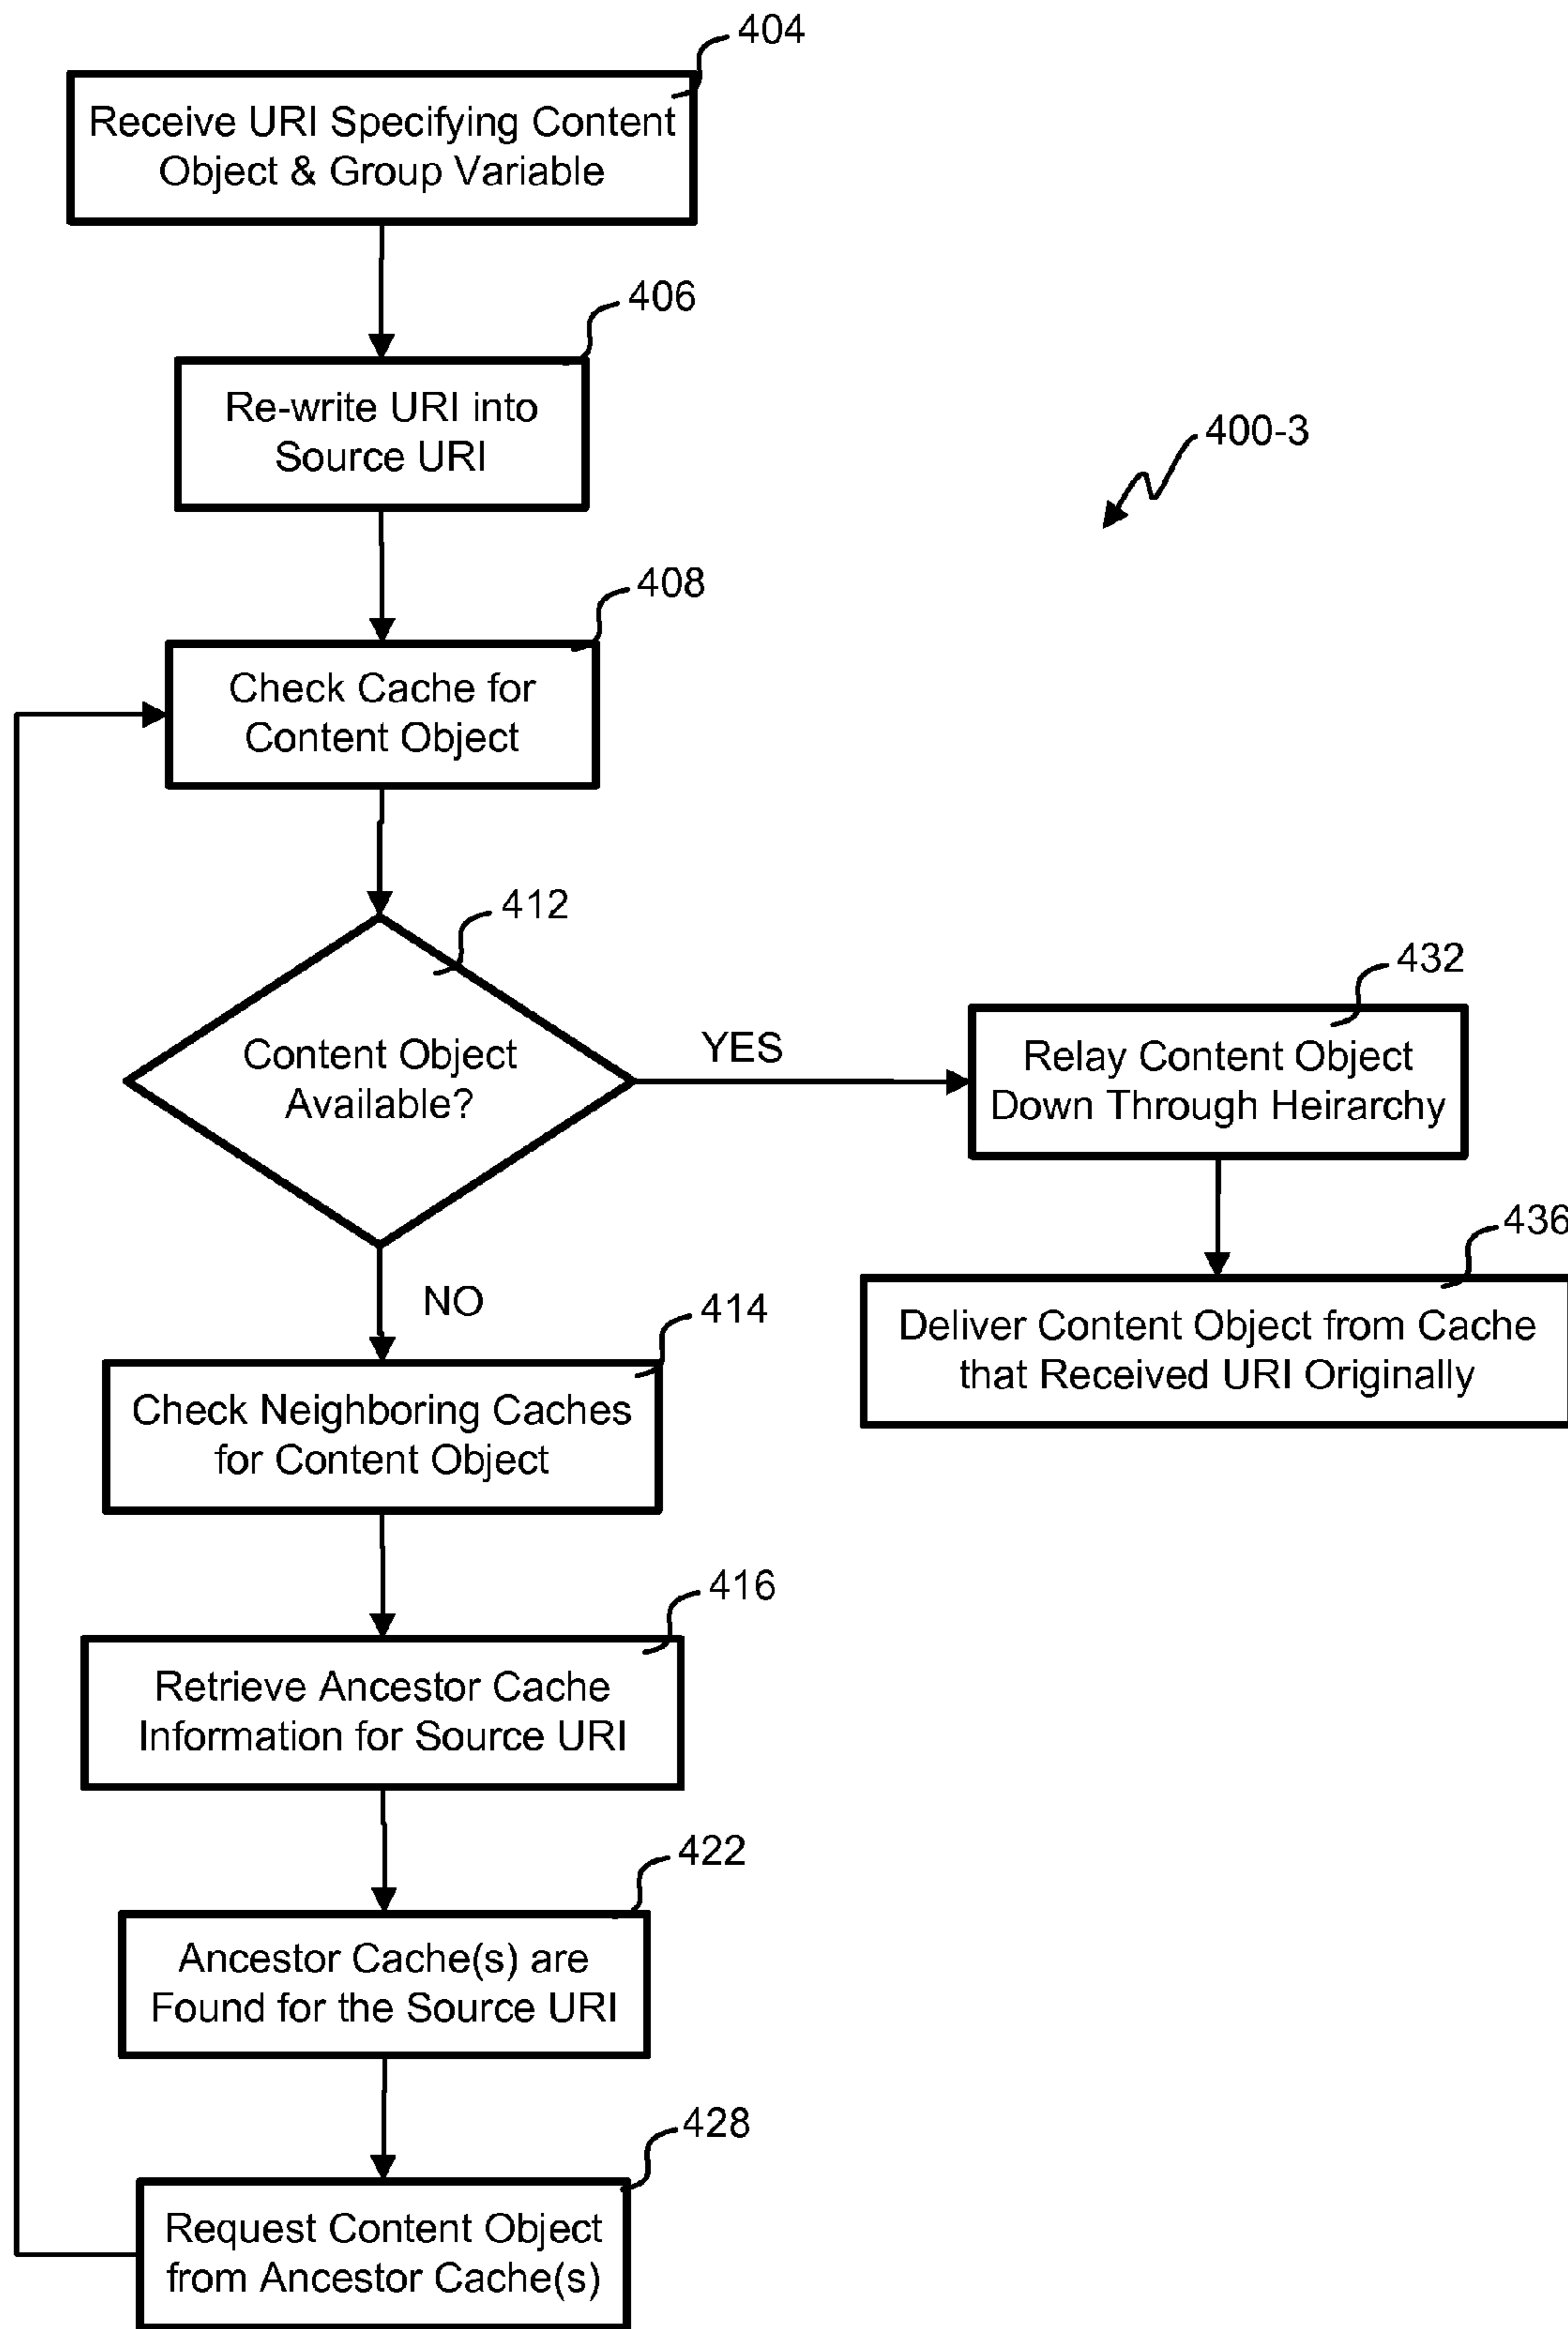 404
Receive URI Specifying Content
Object & Group Variable
406
Re-write URI into
Source URI
400-3
408
Check Cache for
Content Object
412
Content Object
Available?
YES
432
Relay Content Object
Down Through Heirarchy
436
Deliver Content Object from Cache
that Received URI Originally
NO
414
Check Neighboring Caches
for Content Object
416
Retrieve Ancestor Cache
Information for Source URI
422
Ancestor Cache(s) are
Found for the Source URI
428
Request Content Object
from Ancestor Cache(s)